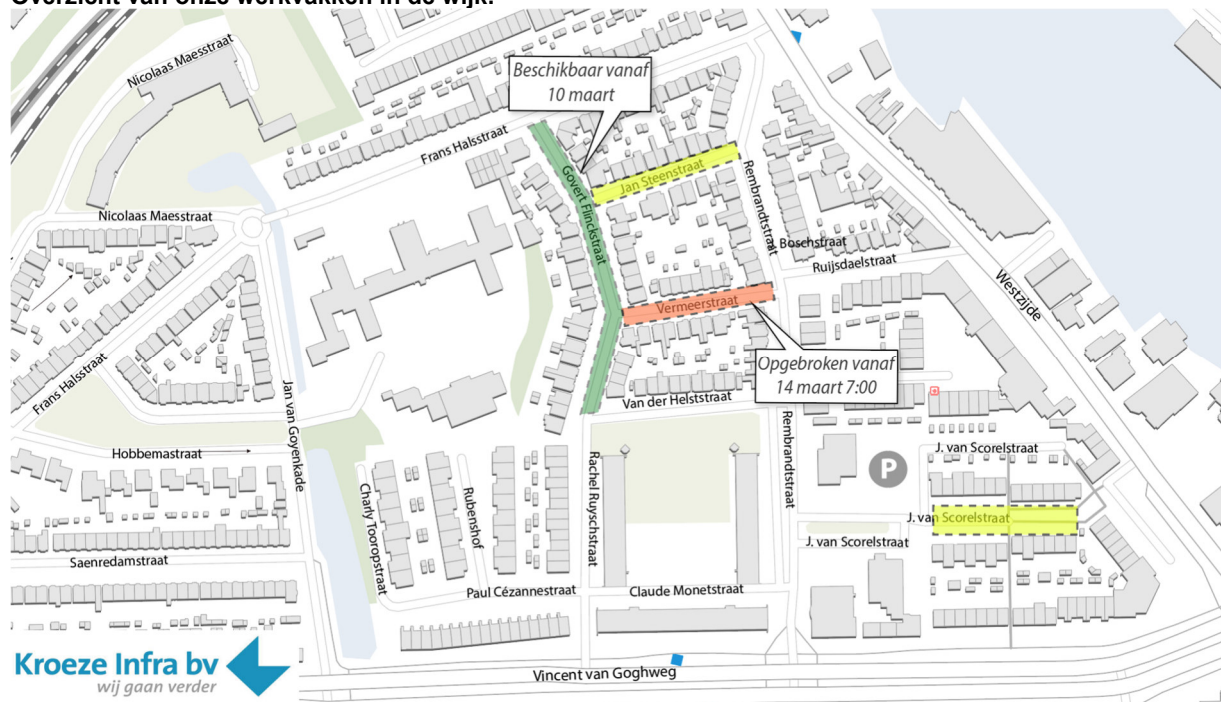 Overzicht van onze werkvakken in de wijk:
Nicolaas Maesstraat
Beschikbaar vanaf
10 maart
Frans Halsstraat
Govert Flinckstraat
Jan Steenstraat
Rembrandtstraat
Nicolaas Maesstraat
Boschstraat
Ruijsdaelstraat
Westzijde
Vermeerstraat
Opgebroken vanaf
14 maart 7:00
Frans Halsstraat
Jan van Goyenkade
Van der Helststraat
Rembrandtstraat
Hobbemastraat
J. van Scorelstraat
P
Charly Tooropstraat
Rubenshof
Rachel Ruyschstraat
J. van Scorelstraat
J. van Scorelstraat
Saenredamstraat
Paul Cézannestraat
Claude Monetstraat
Kroeze Infra bv
wij gaan verder
Vincent van Goghweg